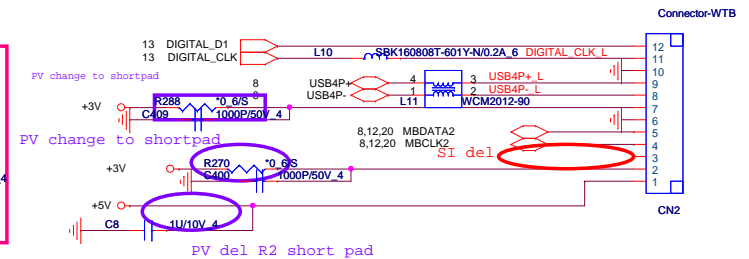 Connector-WTB
13 DIGITAL_D1
13 DIGITAL_CLK
L10
SBK160808T-601Y-N/0.2A_6
DIGITAL_CLK_L
12
11
10
9
8
7
6
5
4
3
2
1
PV change to shortpad
8
USB4P+
4
3
USB4P+_L
8
USB4P-
1
2
USB4P-_L
L11
WCM2012-90
+3V
R288
*0_6/S
C409
1000P/50V_4
PV change to shortpad
8,12,20 MBDATA2
8,12,20 MBCLK2
SI del
+3V
R270
*0_6/S
C400
1000P/50V_4
+5V
C8
1U/10V_4
CN2
PV del R2 short pad
4